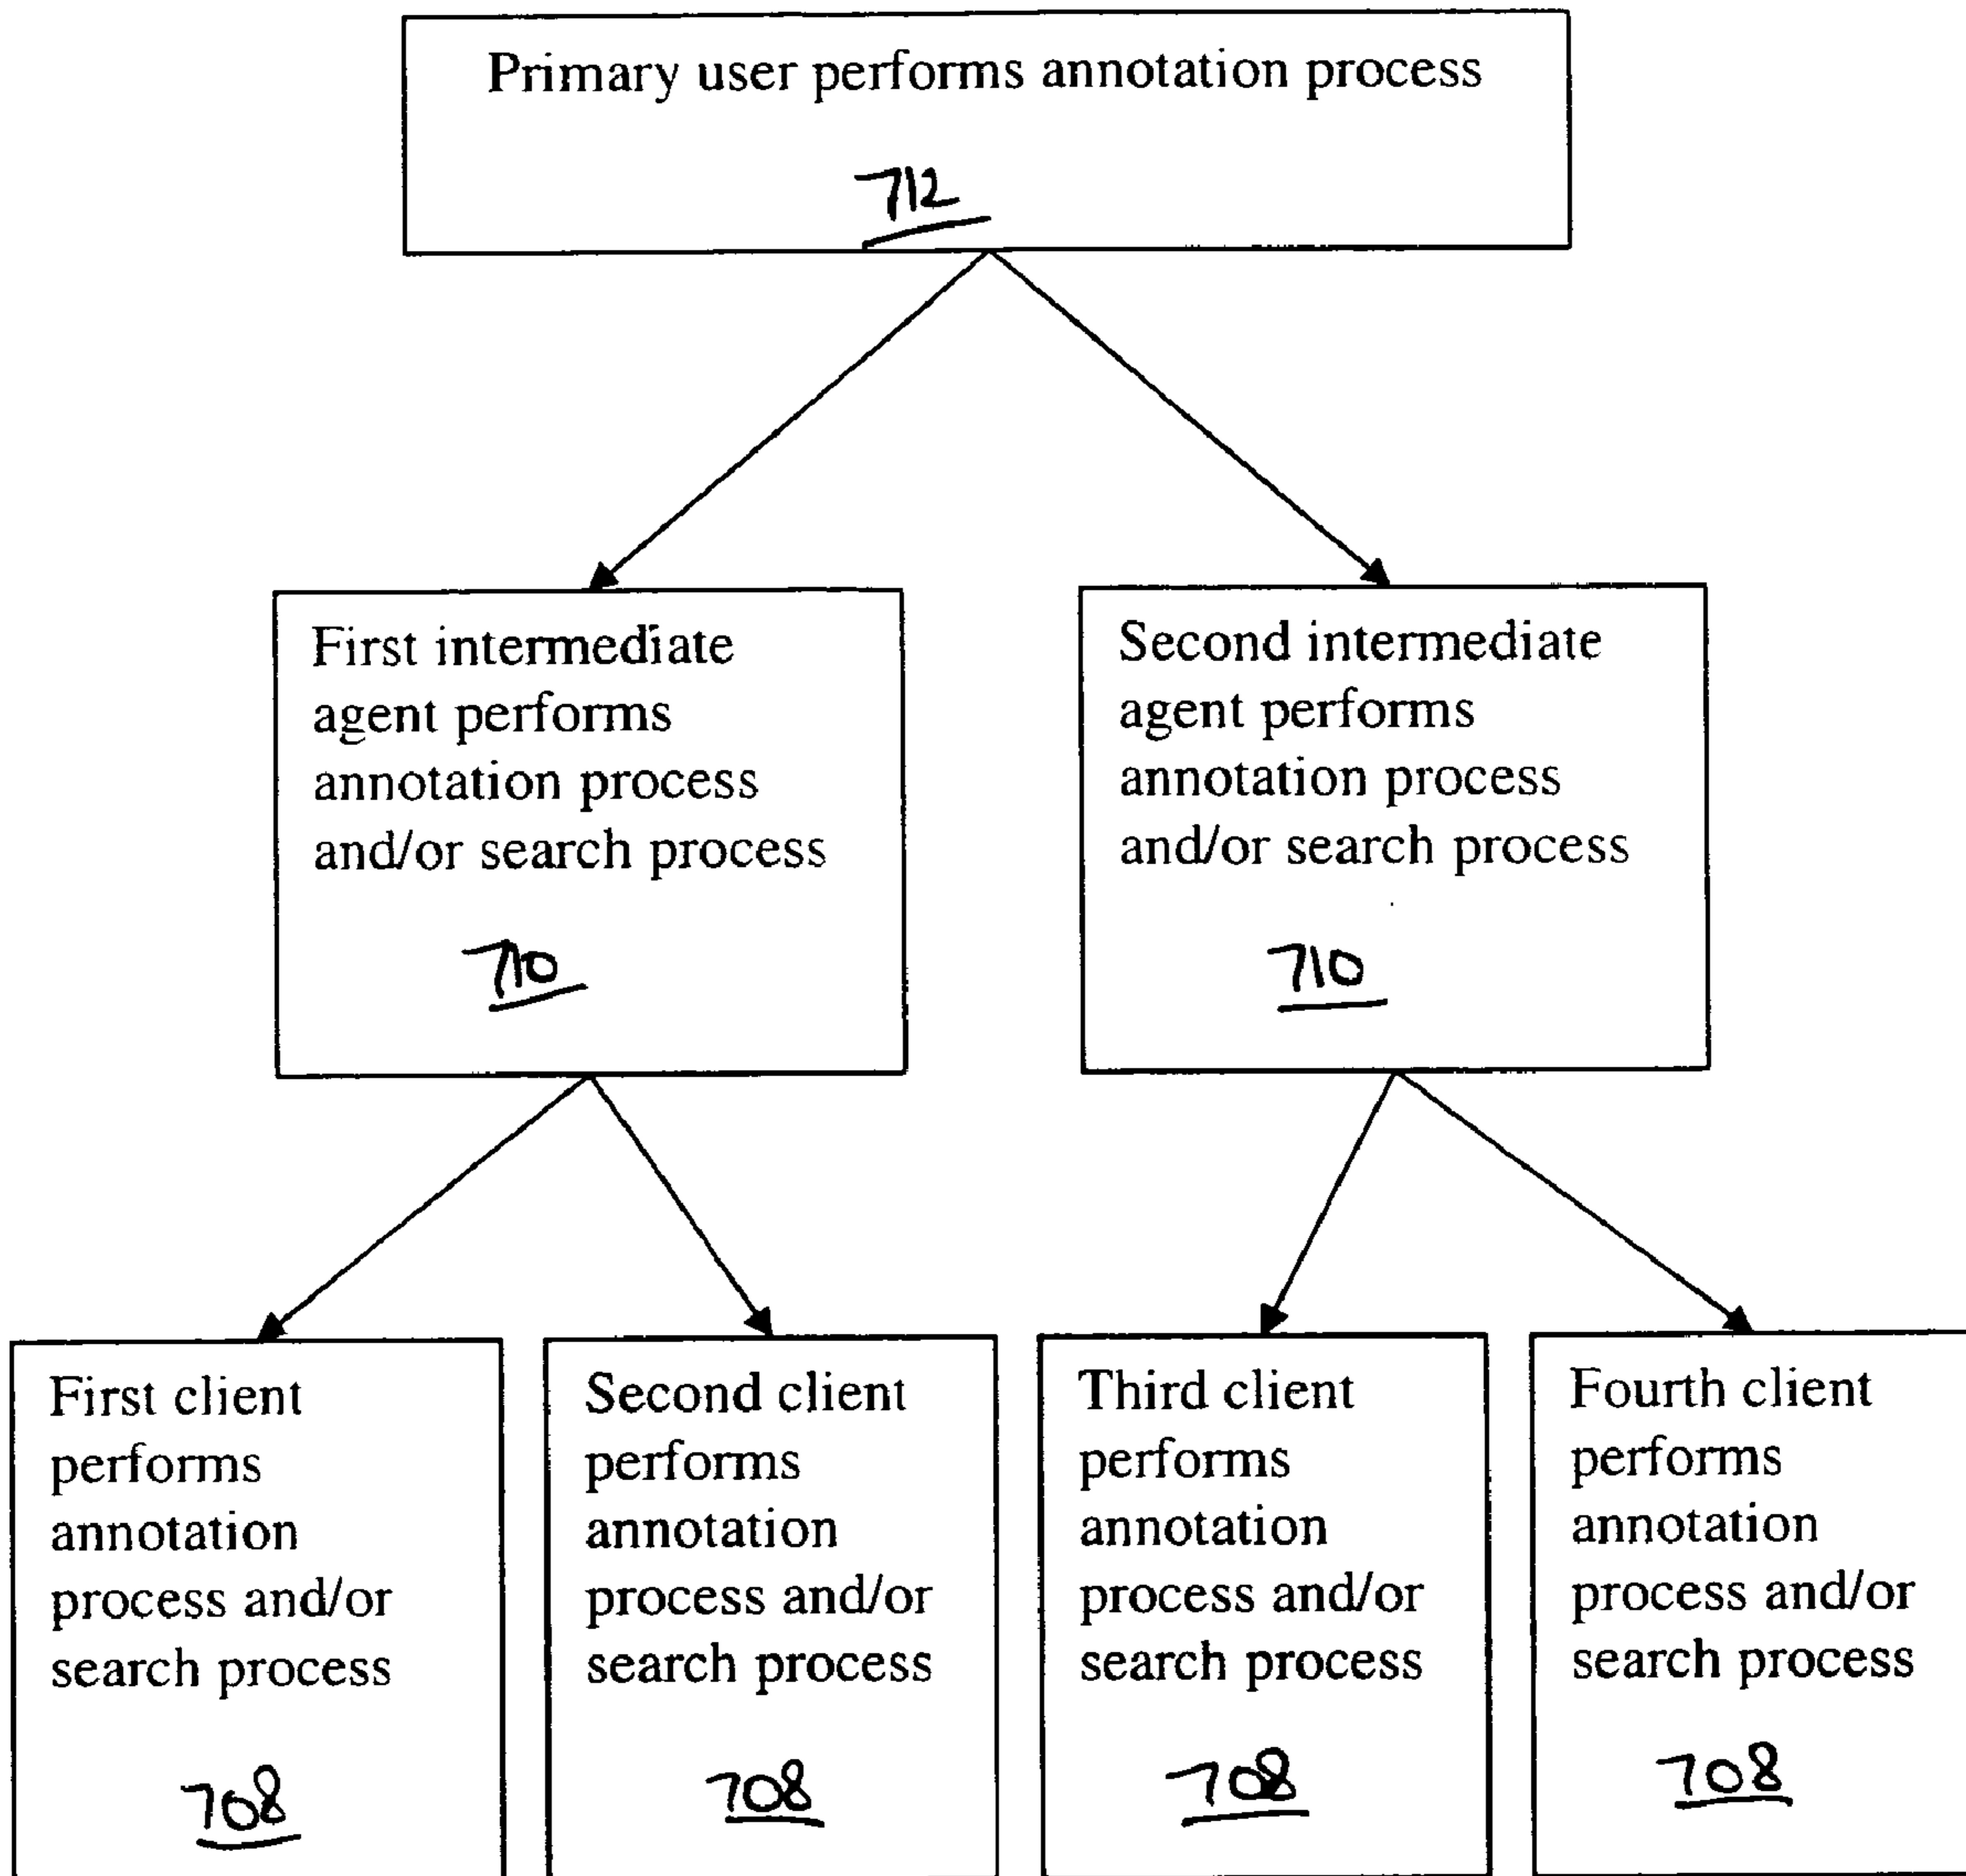 Primary user performs annotation process
712
First intermediate
agent performs
annotation process
and/or search process
710
Second intermediate
agent performs
annotation process
and/or search process
710
First client
performs
annotation
process and/or
search process
708
Second client
performs
annotation
process and/or
search process
708
Third client
performs
annotation
process and/or
search process
708
Fourth client
performs
annotation
process and/or
search process
708